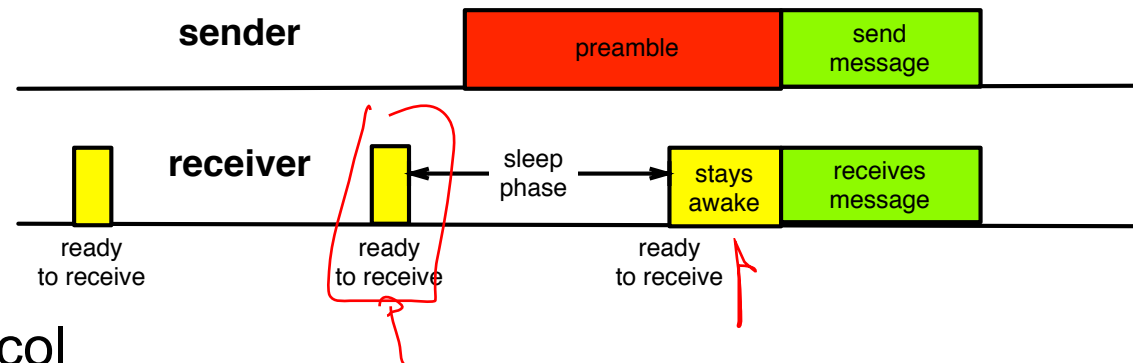 sender
preamble
send
message
receiver
sleep
phase
stays
awake
receives
message
ready
to receive
ready
to receive
ready
to receive
col